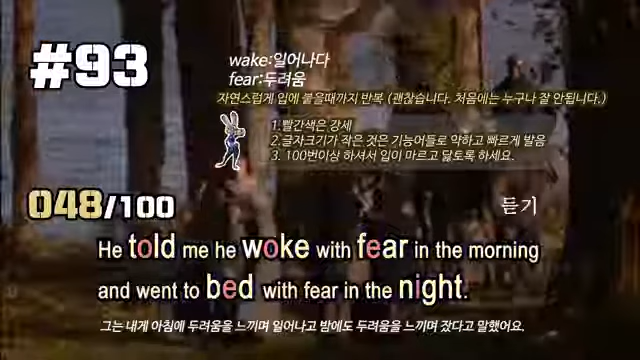 #93
wake:일어나다
fear:두려움
자연스럽게 입에 붙을때까지 반복 (괜찮습니다. 처음에는 누구나 잘 안됩니다.)
1.빨간색은 강세
2.글자크기가 작은 것은 기능어들로 약하고 빠르게 발음
3. 100번이상 하셔서 입이 마르고 닳도록 하세요.
048/100
듣기
He told me he woke with fear in the morning
and went to bed with fear in the night.
그는 내게 아침에 두려움을 느끼며 일어나고 밤에도 두려움을 느끼며 잤다고 말했어요.